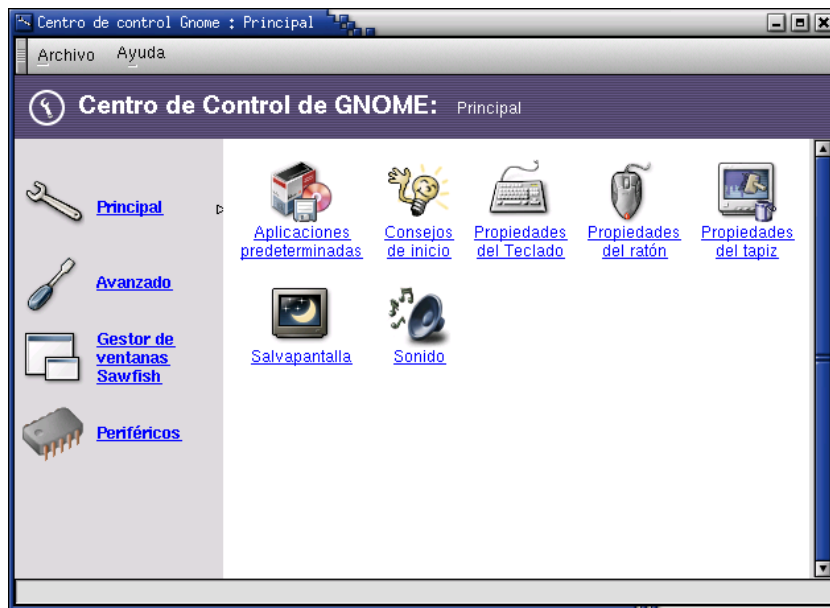 Centro de control Gnome : Principal
Archivo Ayuda
Centro de Control de GNOME: Principal
Principal
Avanzado
Gestor de
ventanas
Sawfish
Periféricos
Aplicaciones
predeterminadas
Consejos
de inicio
Propiedades
del Teclado
Propiedades
del ratón
Propiedades
del tapiz
Salvapantalla
Sonido